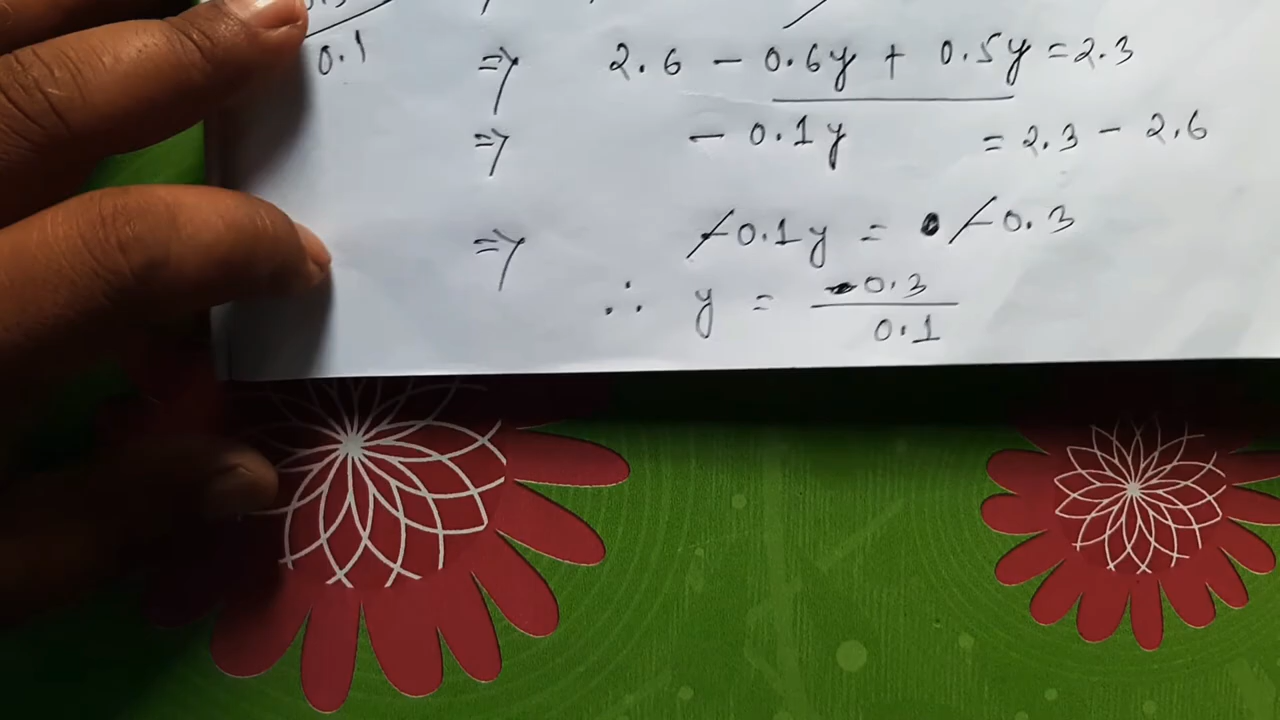 0.1 => 2.6 - 0.6y + 0.5y = 2.3
=> - 0.1y = 2.3 - 2.6
=> -0.1y = -0.3
∴ y = 0.3
0.1